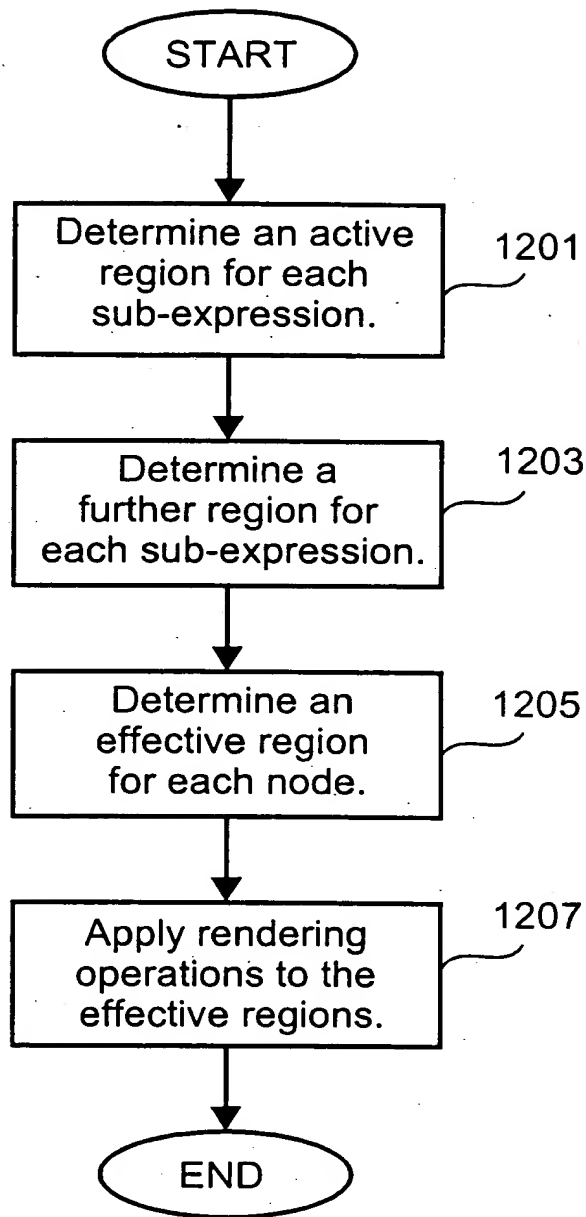 START
Determine an active
region for each
sub-expression.
1201
Determine a
further region for
each sub-expression.
1203
Determine an
effective region
for each node.
1205
Apply rendering
operations to the
effective regions.
1207
END